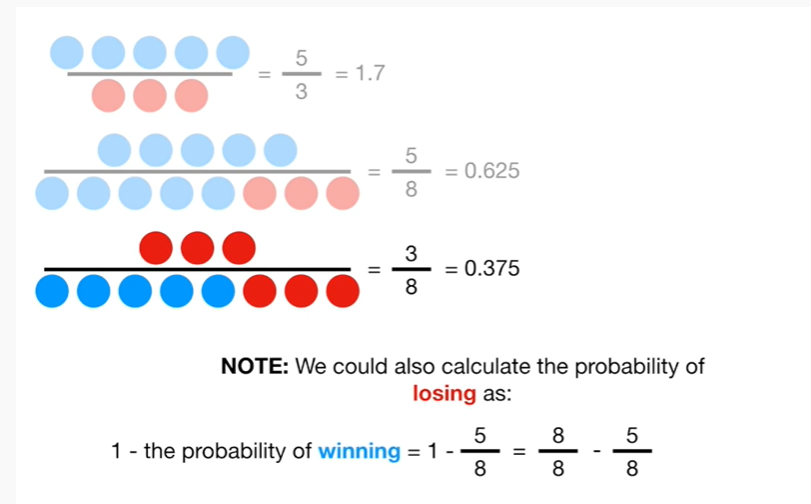 = 5/3 = 1.7
= 5/8 = 0.625
= 3/8 = 0.375
NOTE: We could also calculate the probability of
losing as:
1 - the probability of winning = 1 - 5/8 = 8/8 - 5/8